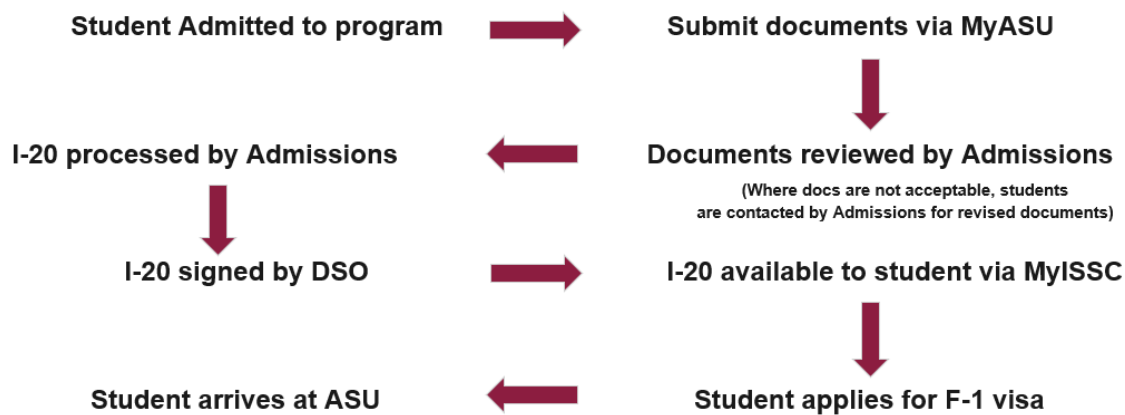 Student Admitted to program
Submit documents via MyASU
Documents reviewed by Admissions
(Where docs are not acceptable, students
are contacted by Admissions for revised documents)
I-20 processed by Admissions
I-20 signed by DSO
I-20 available to student via MyISSC
Student applies for F-1 visa
Student arrives at ASU